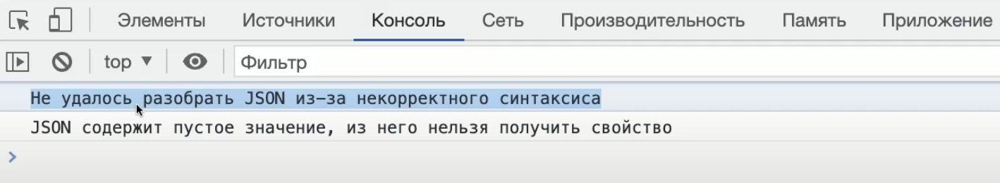 Элементы Источники Консоль Сеть Производительность Память Приложение
top Фильтр
Не удалось разобрать JSON из-за некорректного синтаксиса
JSON содержит пустое значение, из него нельзя получить свойство